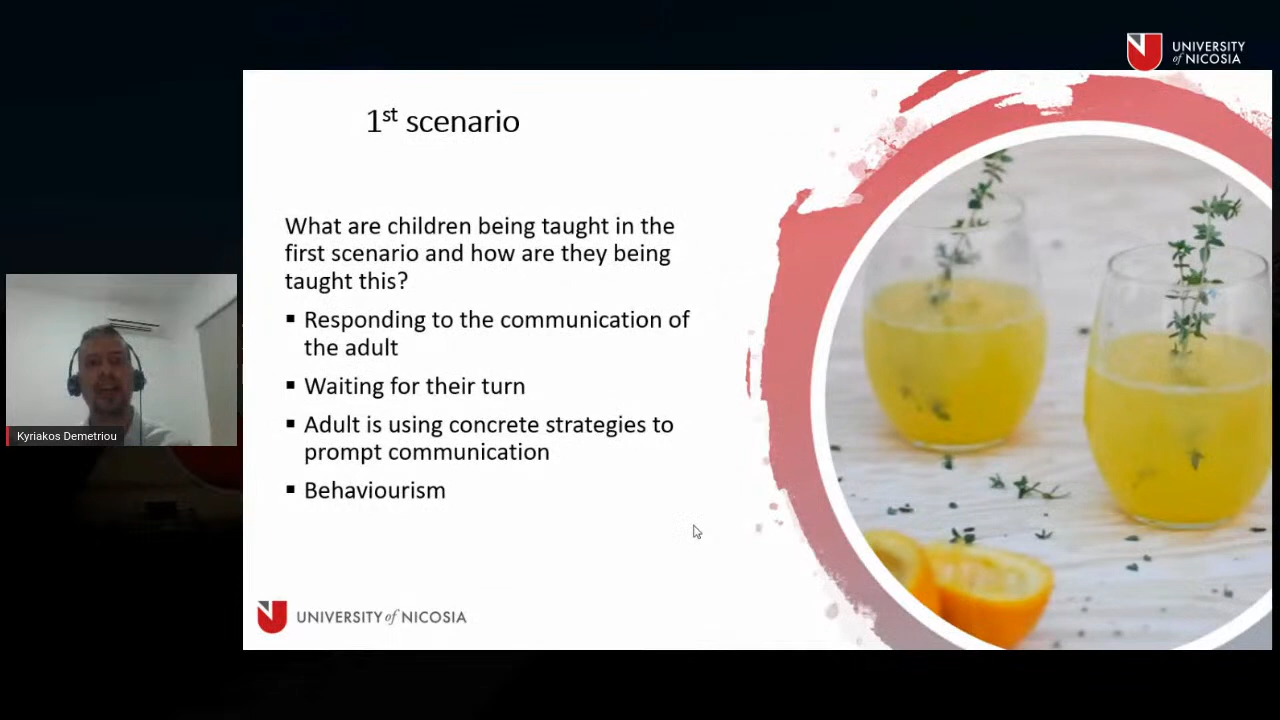 UNIVERSITY
of NICOSIA
1st scenario
What are children being taught in the
first scenario and how are they being
taught this?
▪ Responding to the communication of
the adult
▪ Waiting for their turn
▪ Adult is using concrete strategies to
prompt communication
▪ Behaviourism
Kyriakos Demetriou
UNIVERSITY of NICOSIA